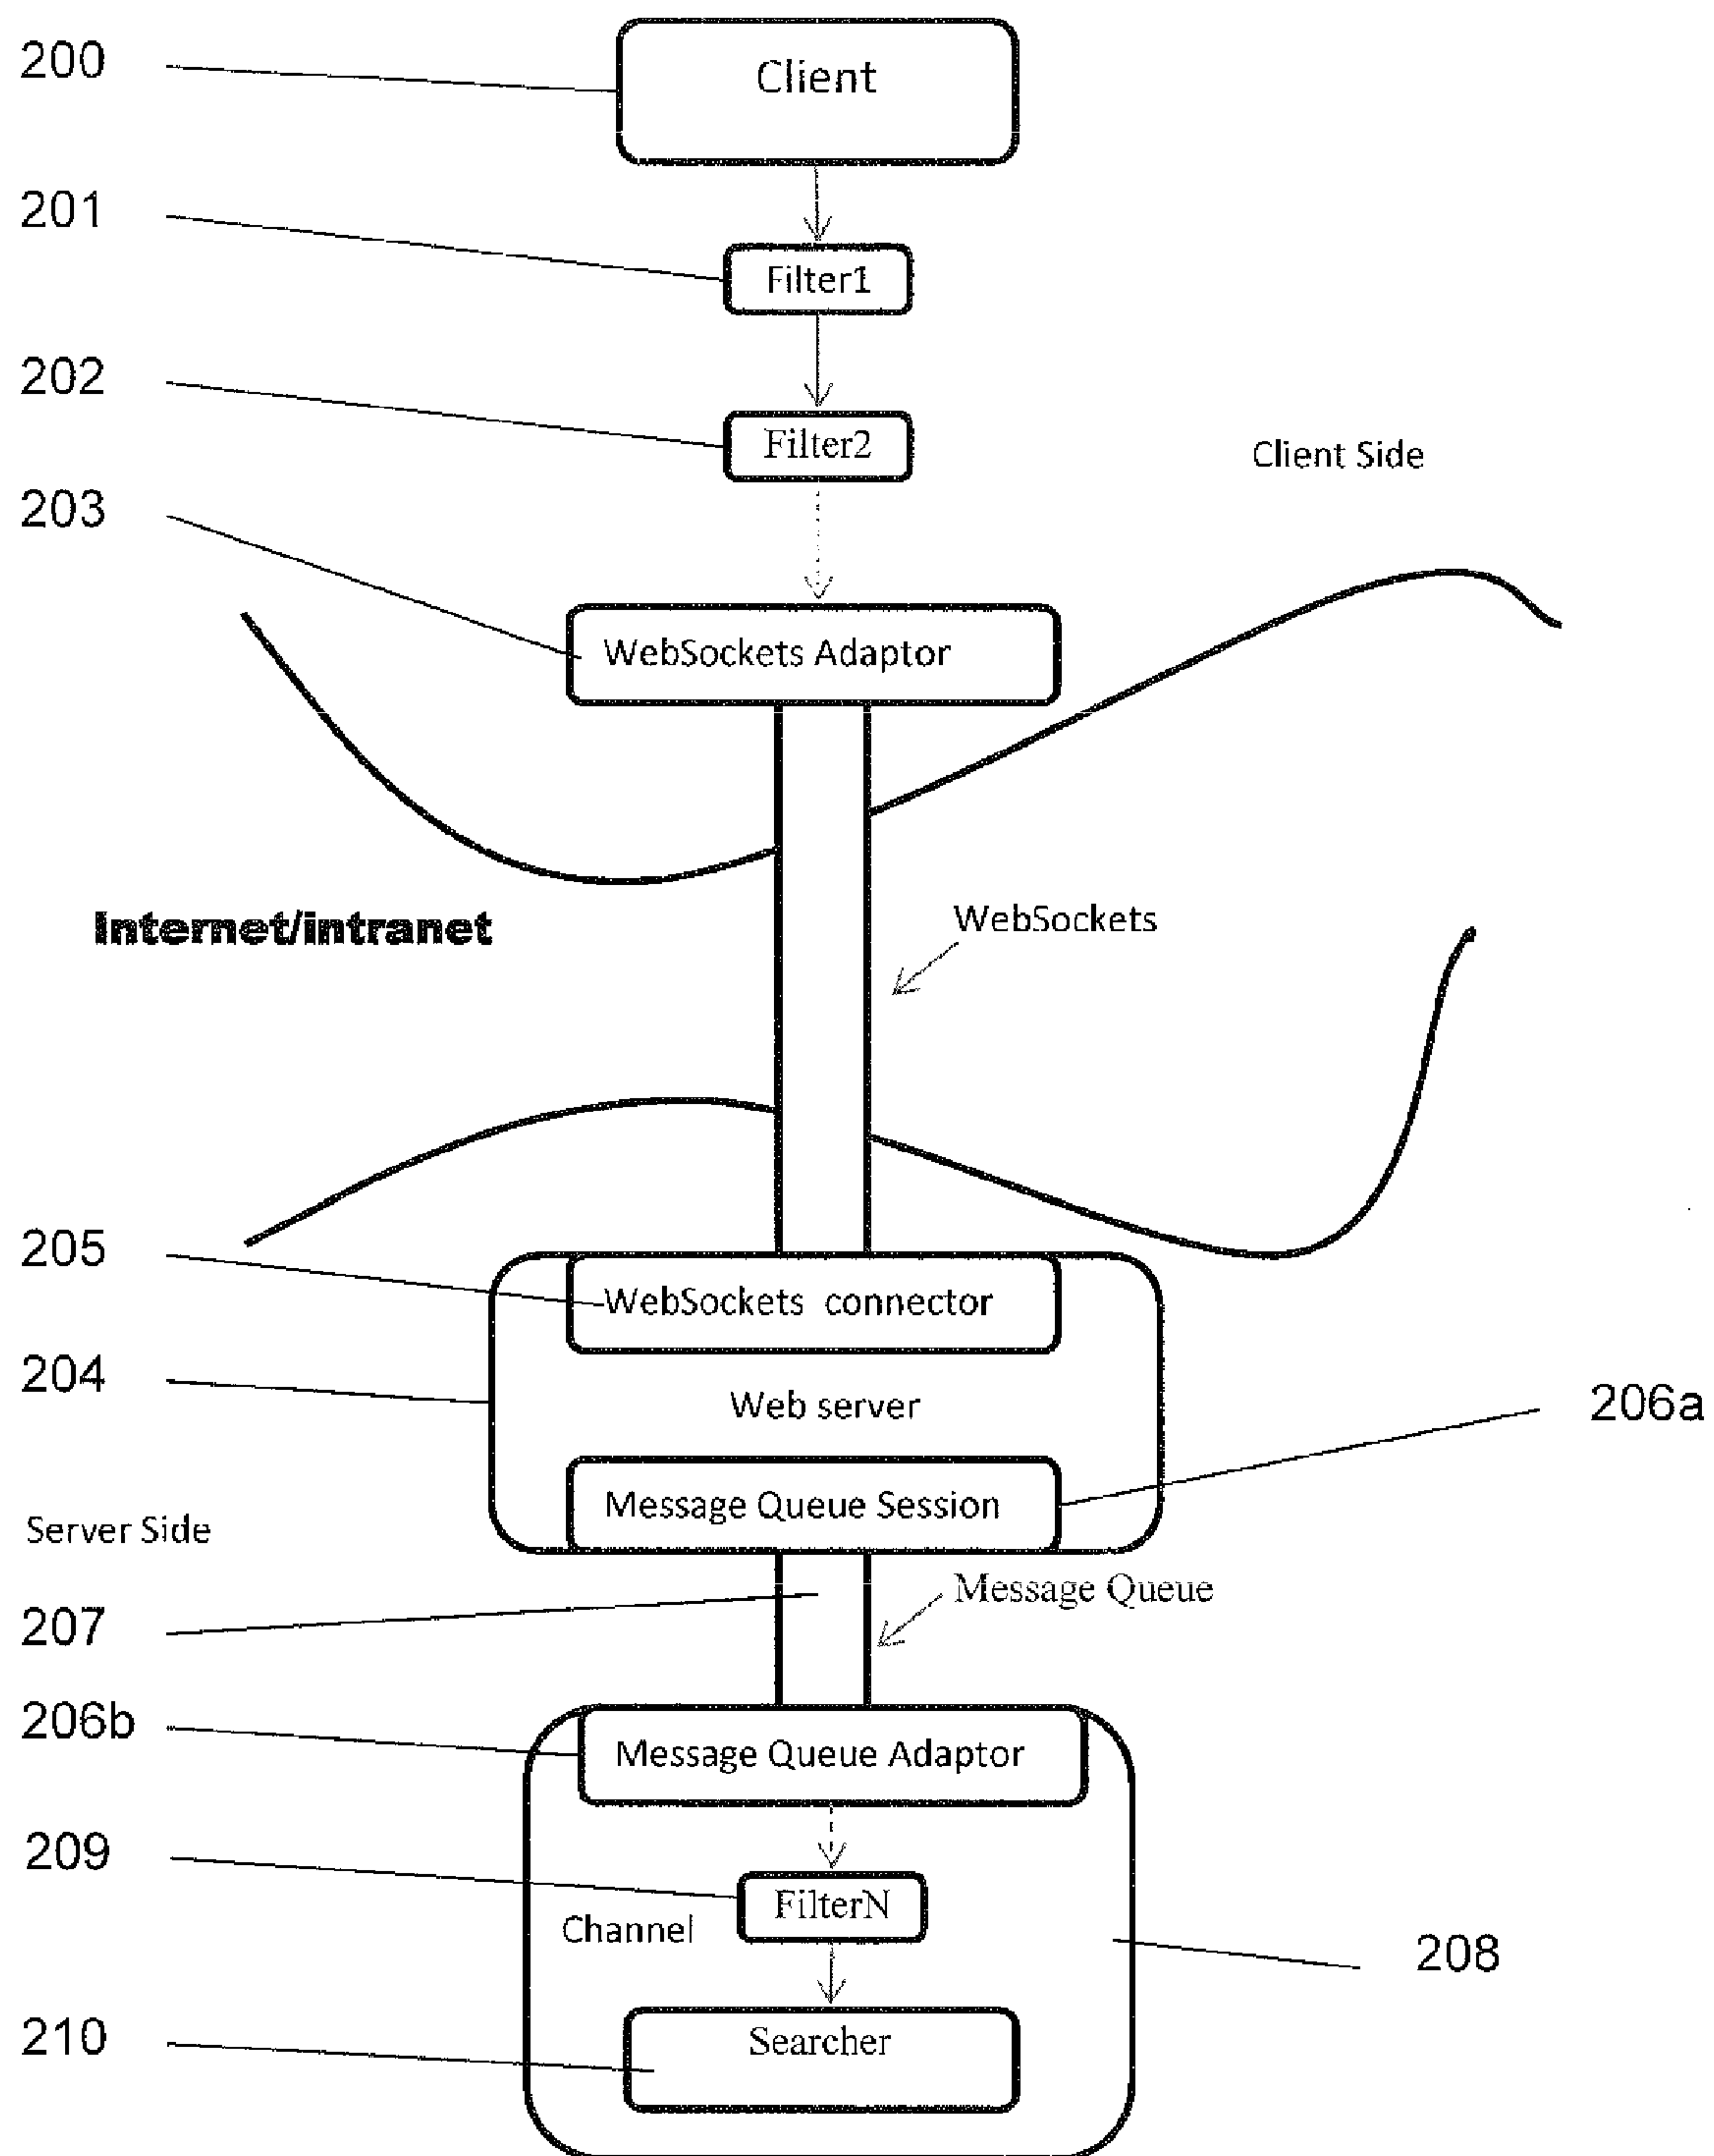 200
Client
201
Filter1
202
Filter2
Client Side
203
WebSockets Adaptor
Internet/intranet
WebSockets
205
WebSockets connector
204
Web server
206a
Message Queue Session
Server Side
Message Queue
207
206b
Message Queue Adaptor
209
FilterN
Channel
208
210
Searcher